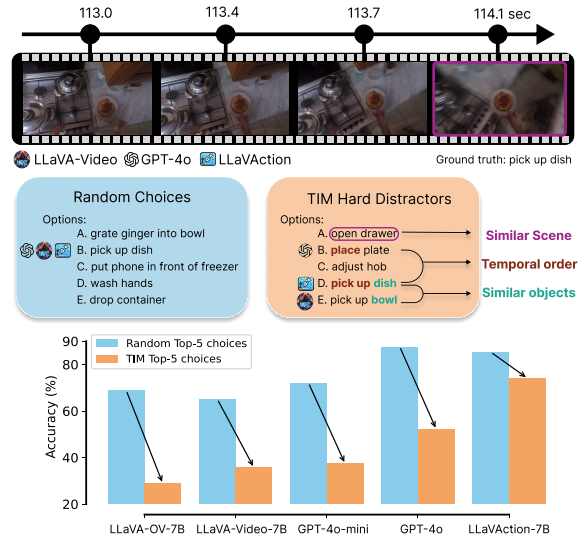 113.0 113.4 113.7 114.1 sec
LLaVA-Video GPT-4o LLaVAction Ground truth: pick up dish
Random Choices
Options:
A. grate ginger into bowl
B. pick up dish
C. put phone in front of freezer
D. wash hands
E. drop container
TIM Hard Distractors
Options:
A. open drawer
B. place plate
C. adjust hob
D. pick up dish
E. pick up bowl
Similar Scene
Temporal order
Similar objects
Random Top-5 choices
TIM Top-5 choices
Accuracy (%)
90
80
60
40
20
LLaVA-OV-7B LLaVA-Video-7B GPT-4o-mini GPT-4o LLaVAction-7B